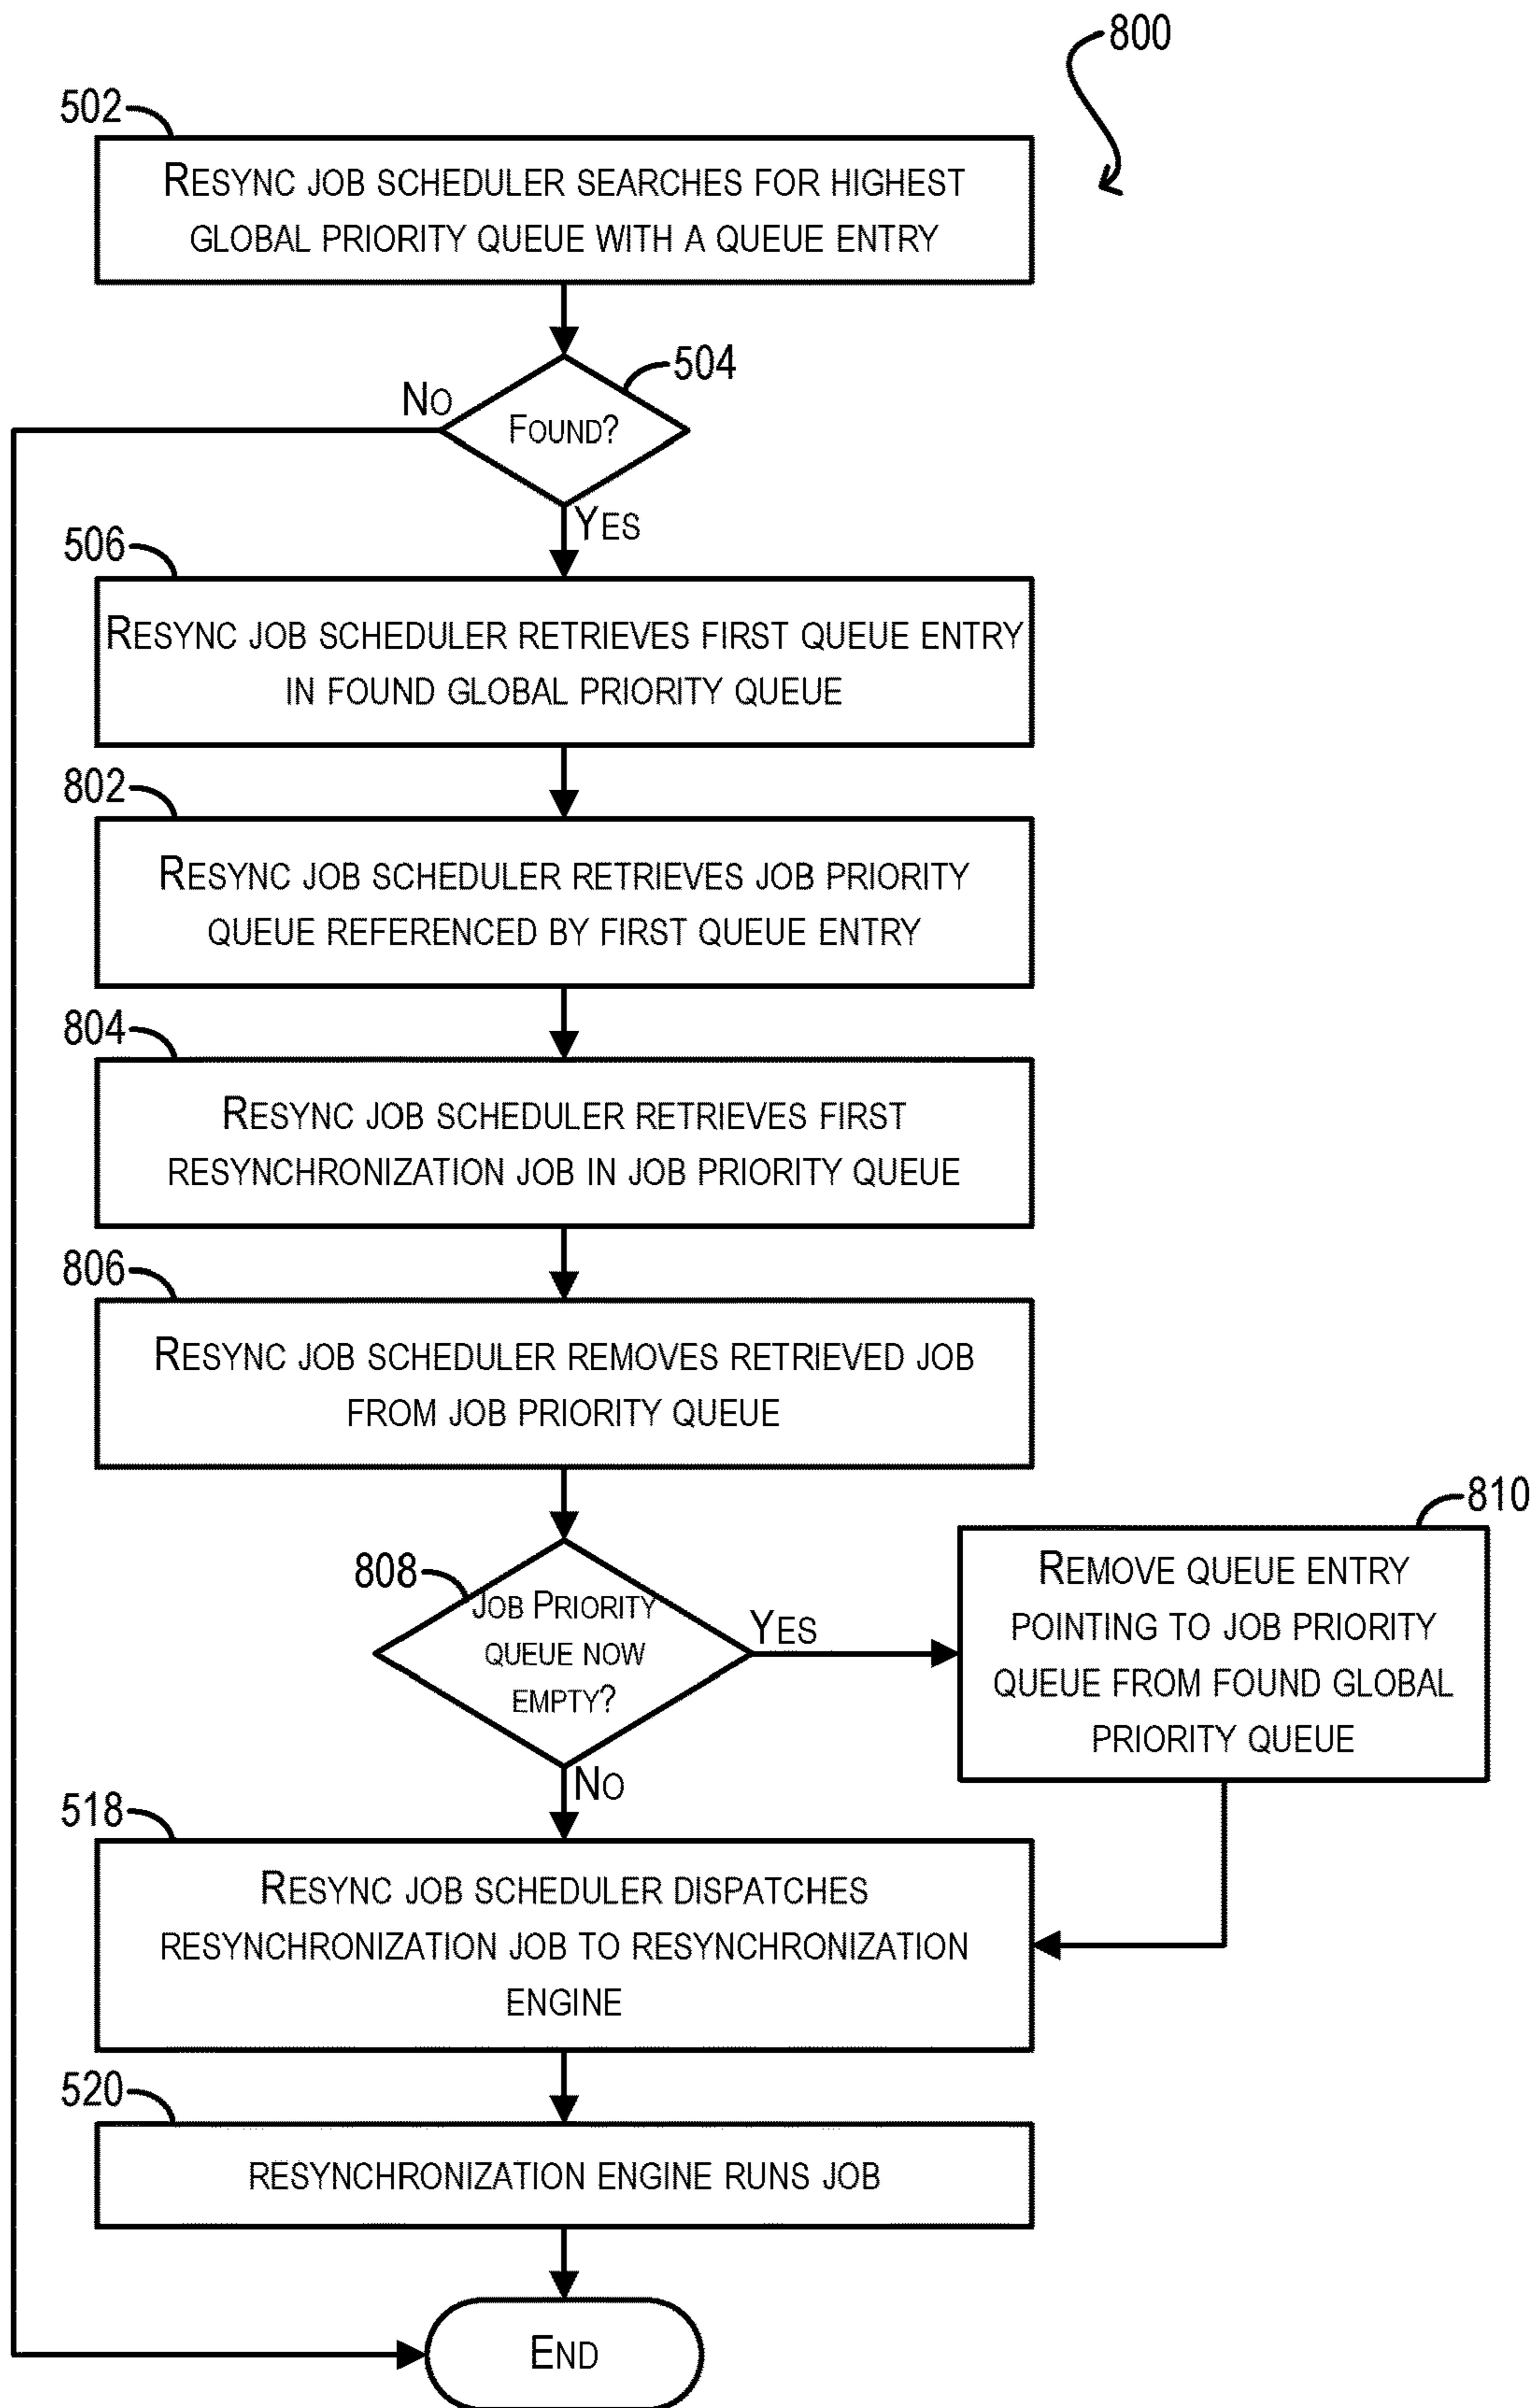 800
502
RESYNC JOB SCHEDULER SEARCHES FOR HIGHEST
GLOBAL PRIORITY QUEUE WITH A QUEUE ENTRY
504
NO
FOUND?
YES
506
RESYNC JOB SCHEDULER RETRIEVES FIRST QUEUE ENTRY
IN FOUND GLOBAL PRIORITY QUEUE
802
RESYNC JOB SCHEDULER RETRIEVES JOB PRIORITY
QUEUE REFERENCED BY FIRST QUEUE ENTRY
804
RESYNC JOB SCHEDULER RETRIEVES FIRST
RESYNCHRONIZATION JOB IN JOB PRIORITY QUEUE
806
RESYNC JOB SCHEDULER REMOVES RETRIEVED JOB
FROM JOB PRIORITY QUEUE
808
JOB PRIORITY
QUEUE NOW
EMPTY?
YES
810
REMOVE QUEUE ENTRY
POINTING TO JOB PRIORITY
QUEUE FROM FOUND GLOBAL
PRIORITY QUEUE
NO
518
RESYNC JOB SCHEDULER DISPATCHES
RESYNCHRONIZATION JOB TO RESYNCHRONIZATION
ENGINE
520
RESYNCHRONIZATION ENGINE RUNS JOB
END